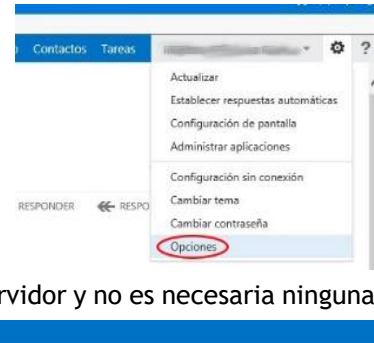 Contactos Tareas ?
Actualizar
Establecer respuestas automáticas
Configuración de pantalla
Administrar aplicaciones
Configuración sin conexión
Cambiar tema
RESPONDER RESPO
Cambiar contraseña
Opciones
rvidor y no es necesaria ninguna